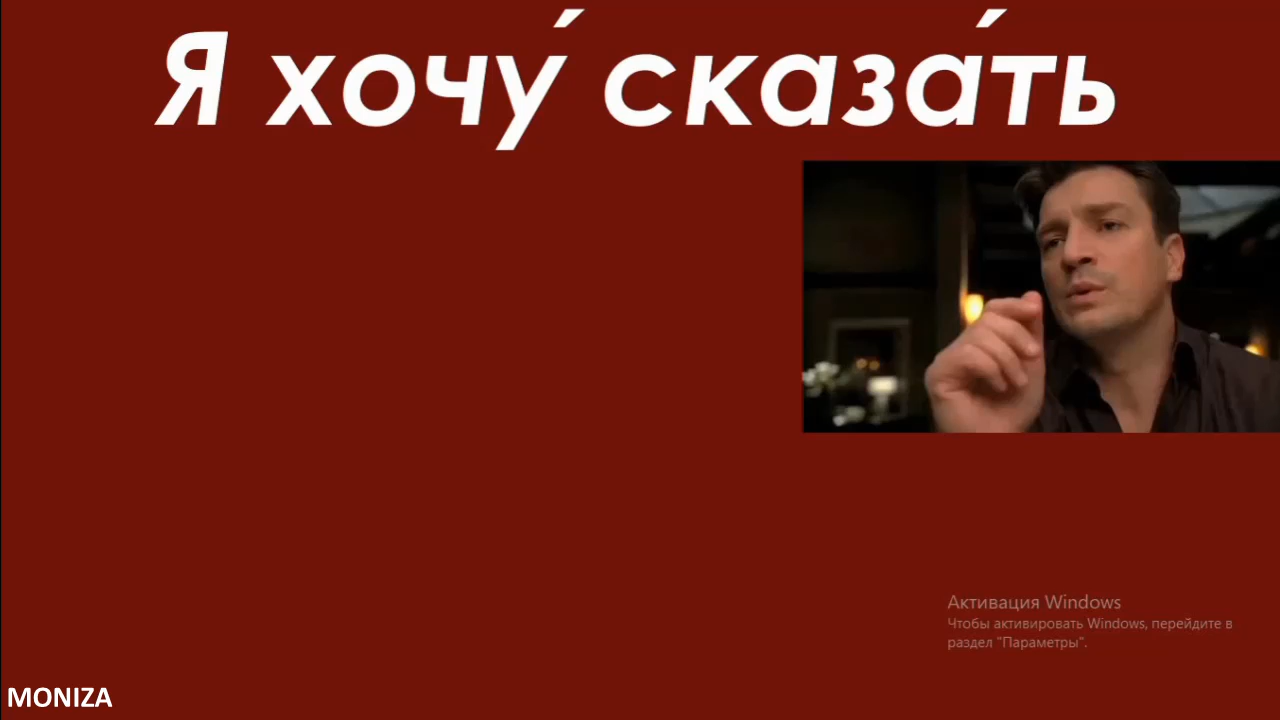 Я хочу́ сказа́ть
Активация Windows
Чтобы активировать Windows, перейдите в
раздел "Параметры".
MONIZA